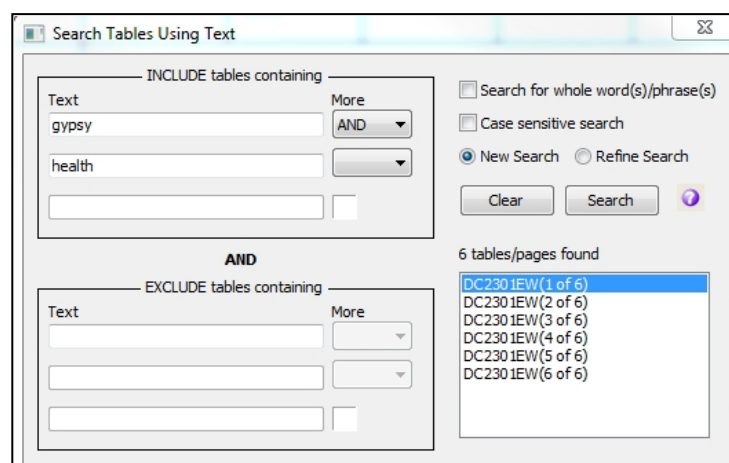 Search Tables Using Text
INCLUDE tables containing
Text More
gypsy AND
health
AND
EXCLUDE tables containing
Text More
Search for whole word(s)/phrase(s)
Case sensitive search
New Search Refine Search
Clear Search ?
6 tables/pages found
DC2301EW(1 of 6)
DC2301EW(2 of 6)
DC2301EW(3 of 6)
DC2301EW(4 of 6)
DC2301EW(5 of 6)
DC2301EW(6 of 6)